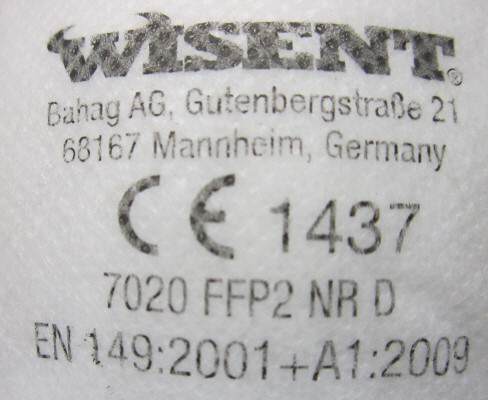 WISENT®
Bahag AG, Gutenbergstraße 21
68167 Mannheim, Germany
CE 1437
7020 FFP2 NR D
EN 149:2001+A1:2009